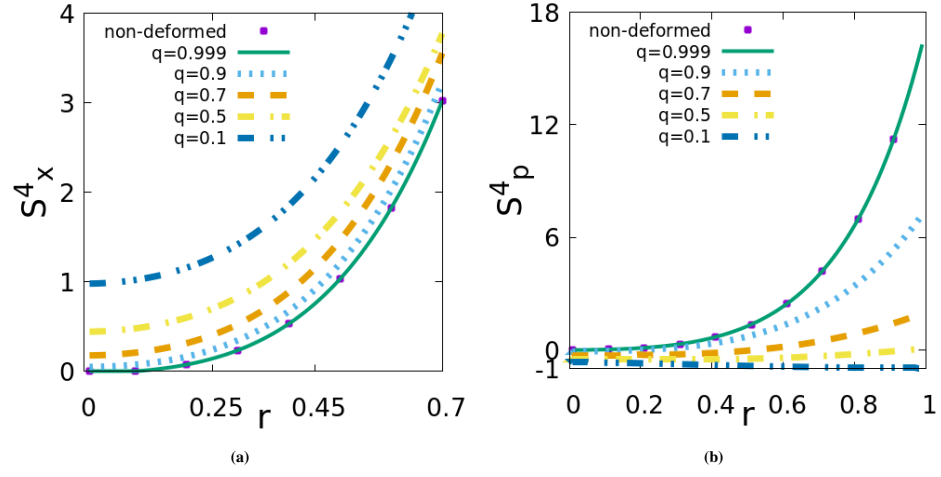 4
3
2
1
0
S⁴ₓ
non-deformed
q=0.999
q=0.9
q=0.7
q=0.5
q=0.1
0 0.25 0.45 0.7
r
(a)
18
12
6
0
-1
S⁴ₚ
non-deformed
q=0.999
q=0.9
q=0.7
q=0.5
q=0.1
0 0.2 0.4 0.6 0.8 1
r
(b)